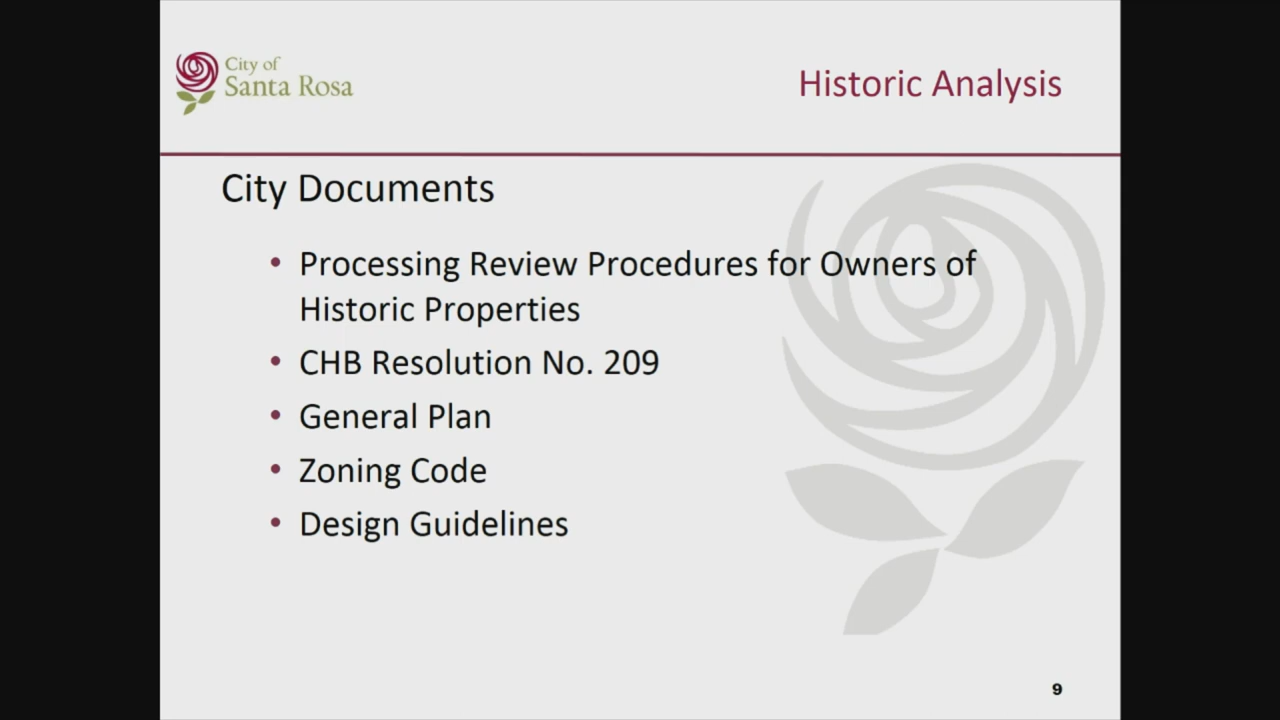 City of
Santa Rosa
Historic Analysis
City Documents
• Processing Review Procedures for Owners of
Historic Properties
• CHB Resolution No. 209
• General Plan
• Zoning Code
• Design Guidelines
9